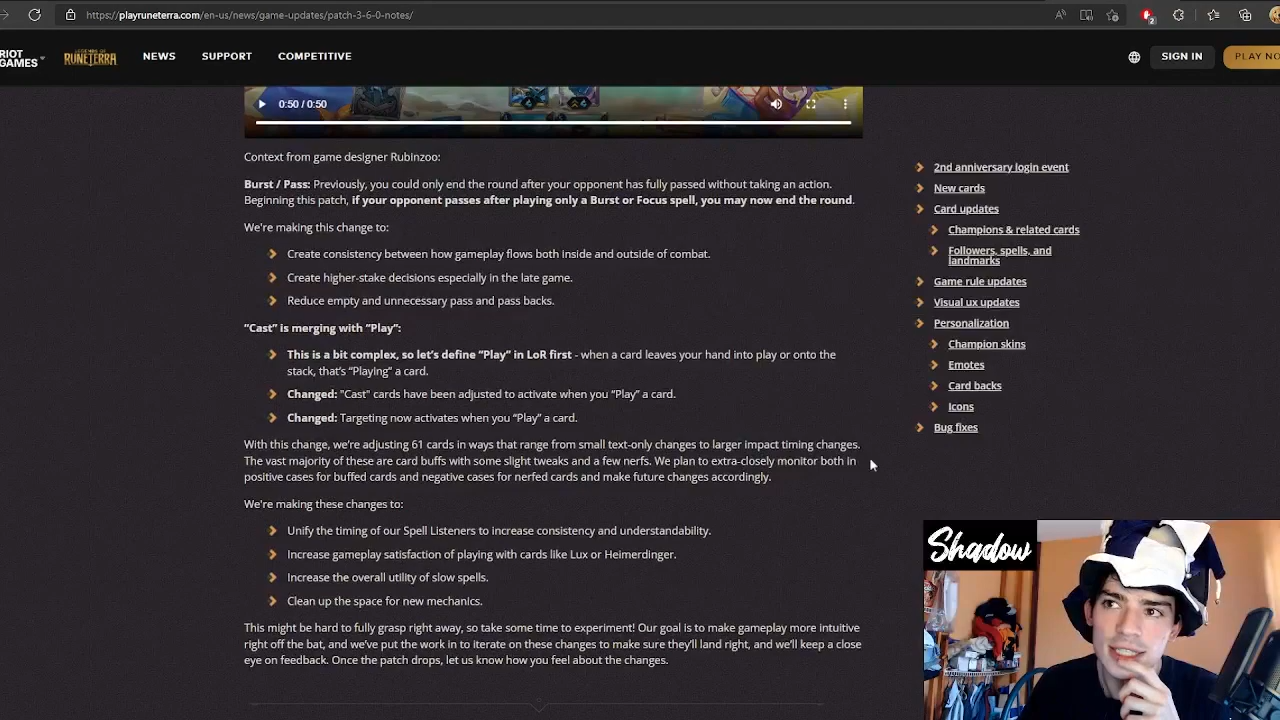 https://playruneterra.com/en-us/news/game-updates/patch-3-6-0-notes/
2
RIOT
GAMES
LEGENDS OF
RUNETERRA
NEWS
SUPPORT
COMPETITIVE
SIGN IN
PLAY NO
0:50 / 0:50
Context from game designer Rubinzoo:
Burst / Pass: Previously, you could only end the round after your opponent has fully passed without taking an action.
Beginning this patch, if your opponent passes after playing only a Burst or Focus spell, you may now end the round.
We're making this change to:
Create consistency between how gameplay flows both inside and outside of combat.
Create higher-stake decisions especially in the late game.
Reduce empty and unnecessary pass and pass backs.
“Cast” is merging with “Play”:
This is a bit complex, so let’s define “Play” in LoR first - when a card leaves your hand into play or onto the
stack, that’s “Playing” a card.
Changed: "Cast" cards have been adjusted to activate when you “Play” a card.
Changed: Targeting now activates when you “Play” a card.
With this change, we’re adjusting 61 cards in ways that range from small text-only changes to larger impact timing changes.
The vast majority of these are card buffs with some slight tweaks and a few nerfs. We plan to extra-closely monitor both in
positive cases for buffed cards and negative cases for nerfed cards and make future changes accordingly.
We're making these changes to:
Unify the timing of our Spell Listeners to increase consistency and understandability.
Increase gameplay satisfaction of playing with cards like Lux or Heimerdinger.
Increase the overall utility of slow spells.
Clean up the space for new mechanics.
This might be hard to fully grasp right away, so take some time to experiment! Our goal is to make gameplay more intuitive
right off the bat, and we’ve put the work in to iterate on these changes to make sure they’ll land right, and we’ll keep a close
eye on feedback. Once the patch drops, let us know how you feel about the changes.
2nd anniversary login event
New cards
Card updates
Champions & related cards
Followers, spells, and
landmarks
Game rule updates
Visual ux updates
Personalization
Champion skins
Emotes
Card backs
Icons
Bug fixes
Shadow